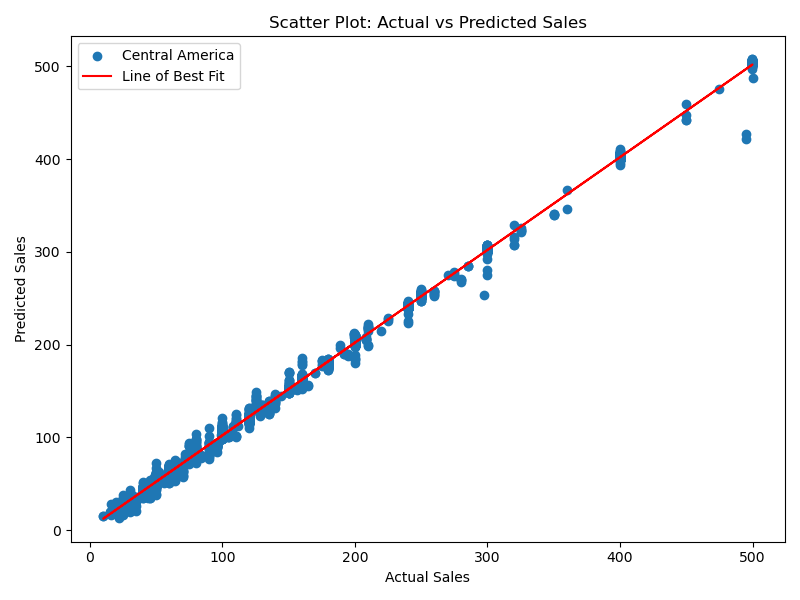 Scatter Plot: Actual vs Predicted Sales
Central America
Line of Best Fit
Predicted Sales
500
400
300
200
100
0
0 100 200 300 400 500
Actual Sales